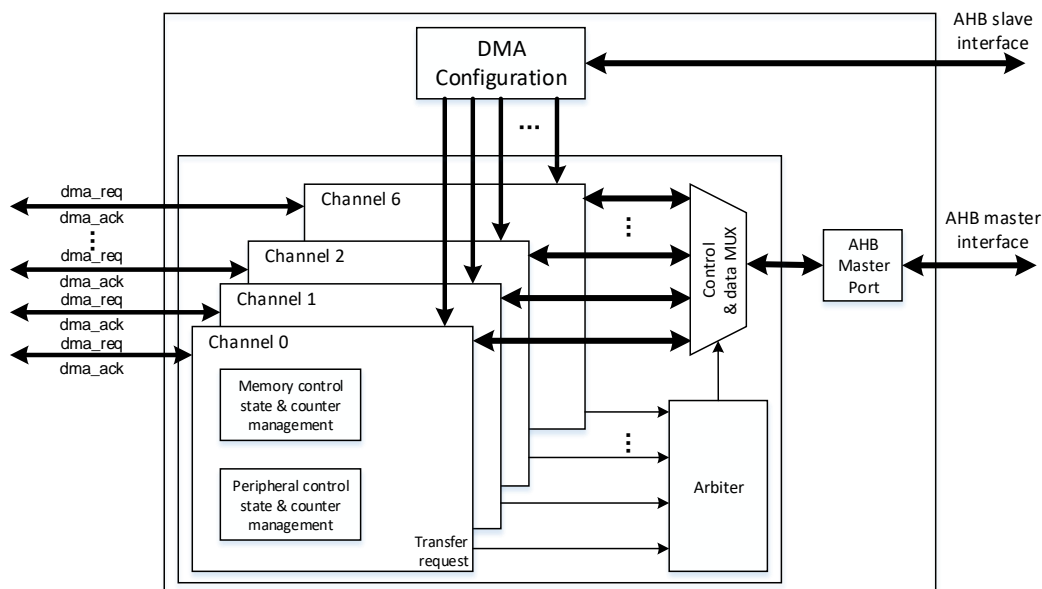 DMA
Configuration
AHB slave
interface
...
dma_req
dma_ack
...
dma_req
dma_ack
dma_req
dma_ack
dma_req
dma_ack
Channel 6
Channel 2
Channel 1
Channel 0
Memory control
state & counter
management
Peripheral control
state & counter
management
Transfer
request
...
Control
& data MUX
AHB
Master
Port
AHB master
interface
...
Arbiter